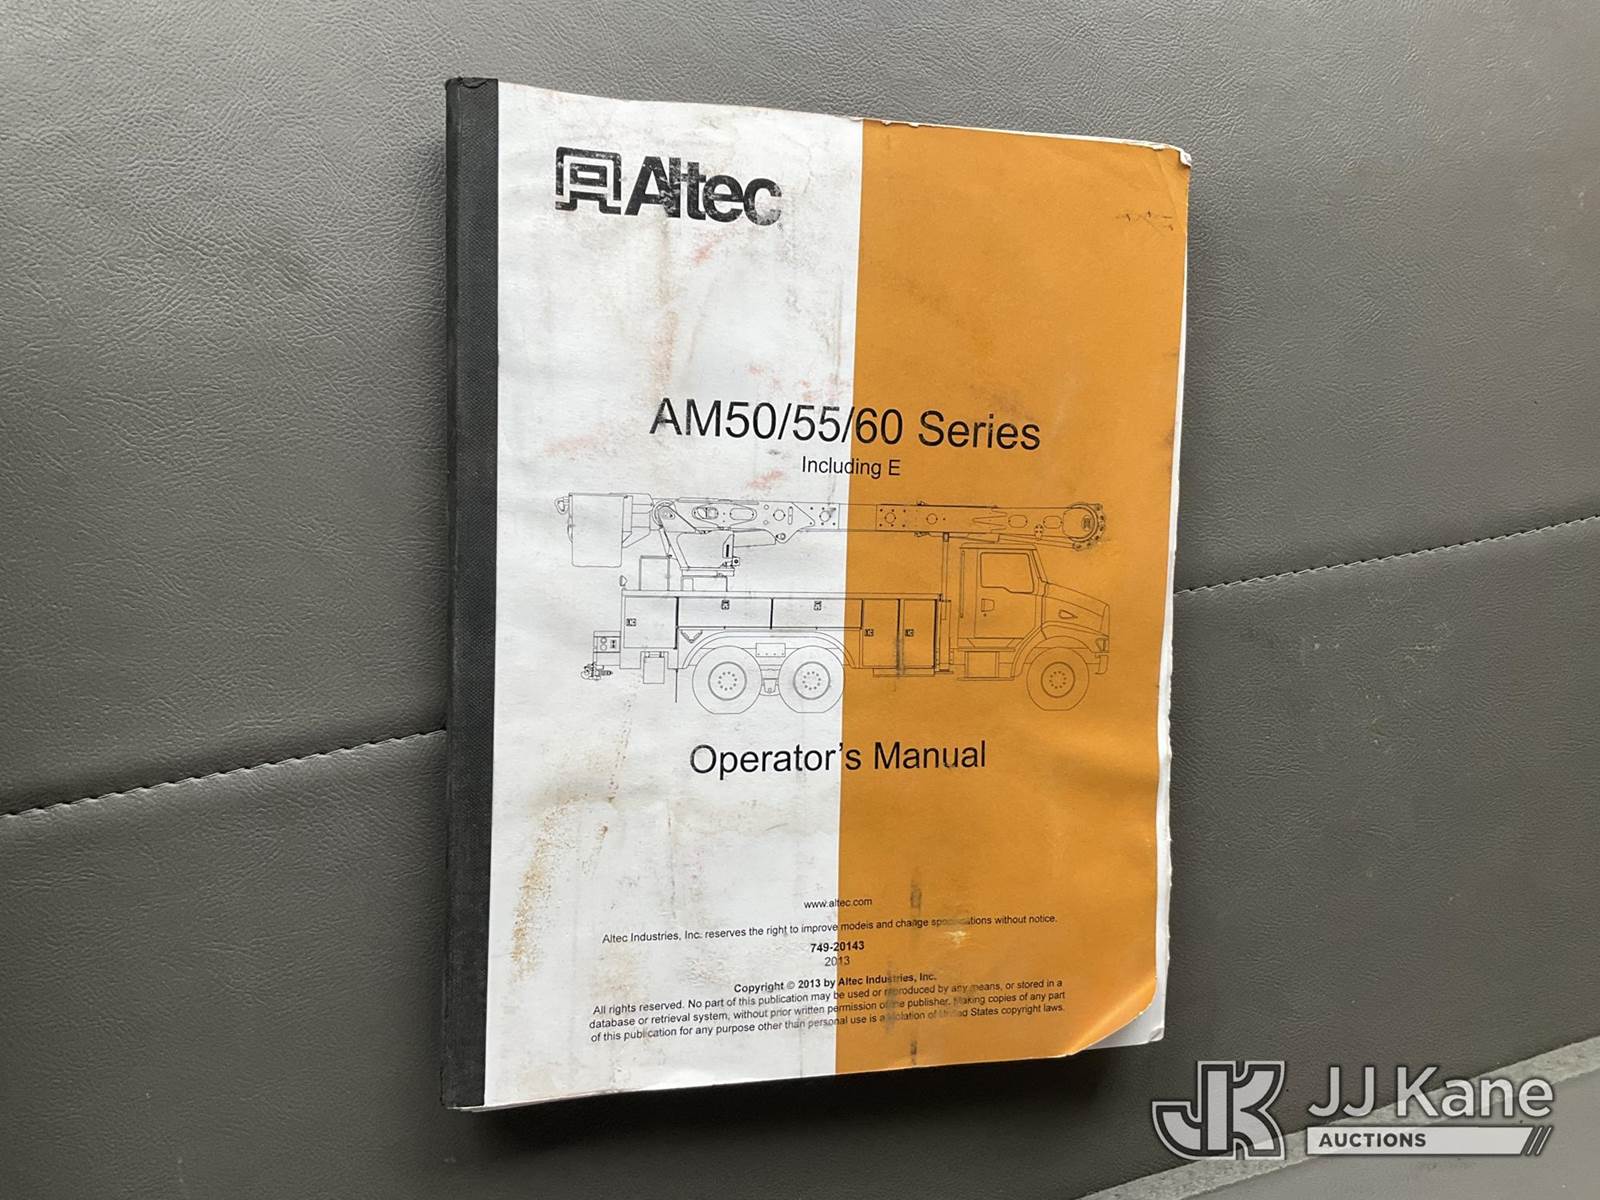 Altec
AM50/55/60 Series
Including E
Operator's Manual
www.altec.com
Altec Industries, Inc. reserves the right to improve models and change specifications without notice.
749-20143
2013
Copyright © 2013 by Altec Industries, Inc.
All rights reserved. No part of this publication may be used or reproduced by any means, or stored in a
database or retrieval system, without prior written permission of the publisher. Making copies of any part
of this publication for any purpose other than personal use is a violation of United States copyright laws.
JK JJ Kane
AUCTIONS